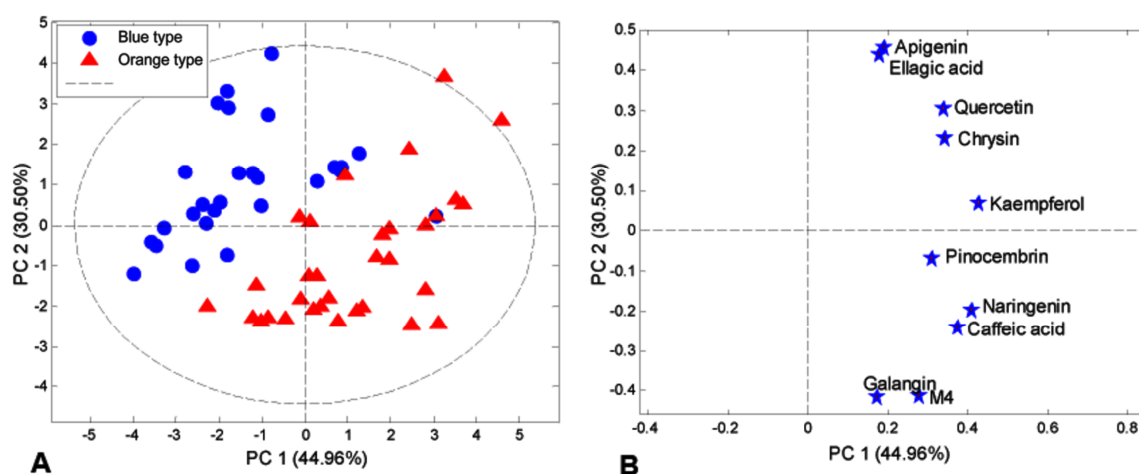 Blue type
Orange type
5
4
3
2
1
0
-1
-2
-3
-4
PC 2 (30.50%)
-5
-4
-3
-2
-1
0
1
2
3
4
5
PC 1 (44.96%)
A
0.5
0.4
0.3
0.2
0.1
0
-0.1
-0.2
-0.3
-0.4
PC 2 (30.50%)
Apigenin
Ellagic acid
Quercetin
Chrysin
Kaempferol
Pinocembrin
Naringenin
Caffeic acid
Galangin
M4
-0.4
-0.2
0
0.2
0.4
0.6
0.8
PC 1 (44.96%)
B